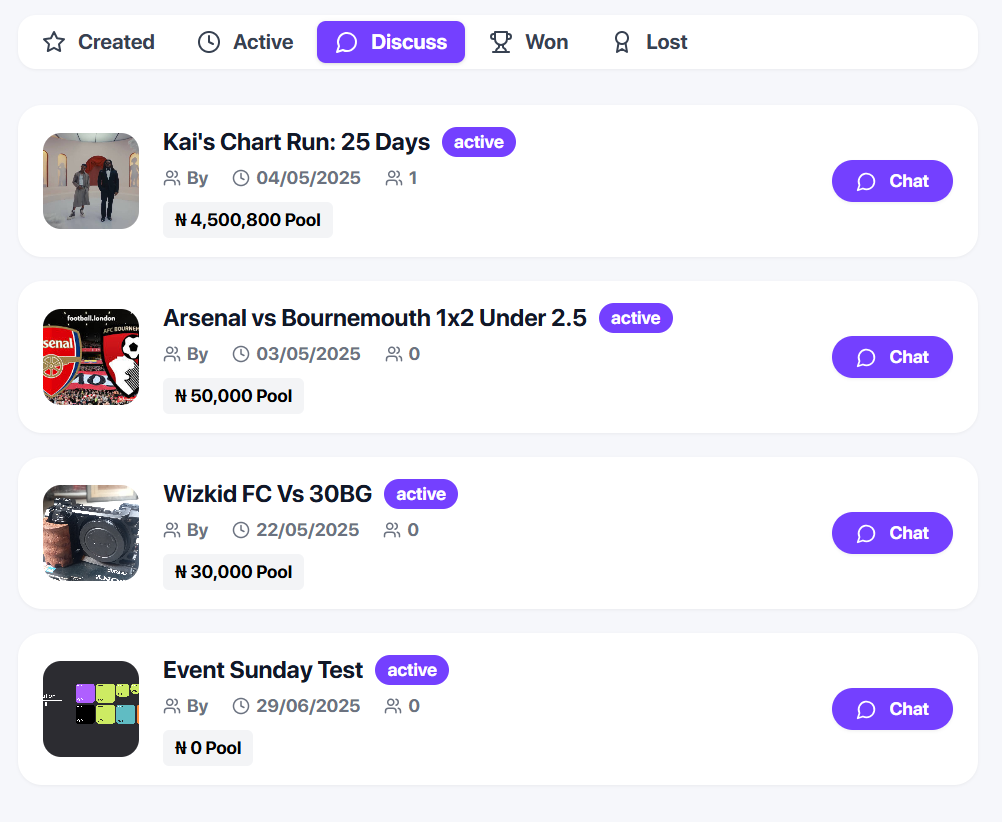 Created Active Discuss Won Lost
Kai's Chart Run: 25 Days active
By 04/05/2025 1
₦ 4,500,800 Pool
Chat
football.london
Arsenal vs Bournemouth 1x2 Under 2.5 active
By 03/05/2025 0
₦ 50,000 Pool
Chat
Wizkid FC Vs 30BG active
By 22/05/2025 0
₦ 30,000 Pool
Chat
Event Sunday Test active
By 29/06/2025 0
₦ 0 Pool
Chat